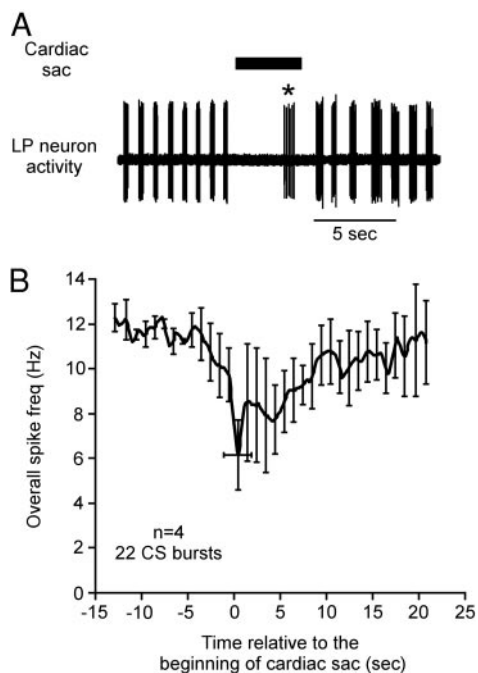 A
Cardiac
sac
*
LP neuron
activity
5 sec
B
14
12
10
8
6
4
2
0
Overall spike freq (Hz)
n=4
22 CS bursts
-15
-10
-5
0
5
10
15
20
25
Time relative to the
beginning of cardiac sac (sec)